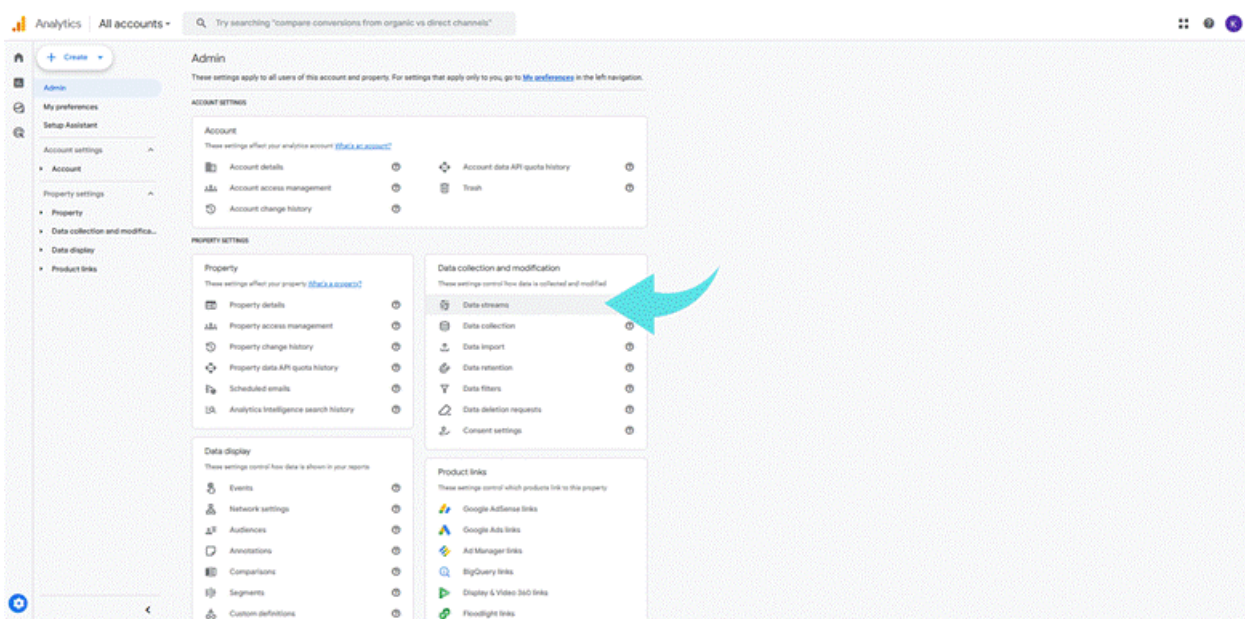 Analytics
All accounts
Try searching "compare conversions from organic vs direct channels"
K
Create
Admin
My preferences
Setup Assistant
Account settings
Account
Property settings
Property
Data collection and modifica...
Data display
Product links
Admin
These settings apply to all users of this account and property. For settings that apply only to you, go to My preferences in the left navigation.
ACCOUNT SETTINGS
Account
These settings affect your analytics account What's an account?
Account details
Account access management
Account change history
Account data API quota history
Trash
PROPERTY SETTINGS
Property
These settings affect your property What's a property?
Property details
Property access management
Property change history
Property data API quota history
Scheduled emails
Analytics Intelligence search history
Data collection and modification
These settings control how data is collected and modified
Data streams
Data collection
Data import
Data retention
Data filters
Data deletion requests
Consent settings
Data display
These settings control how data is shown in your reports
Events
Network settings
Audiences
Annotations
Comparisons
Segments
Custom definitions
Product links
These settings control which products link to this property
Google AdSense links
Google Ads links
Ad Manager links
BigQuery links
Display & Video 360 links
Floodlight links